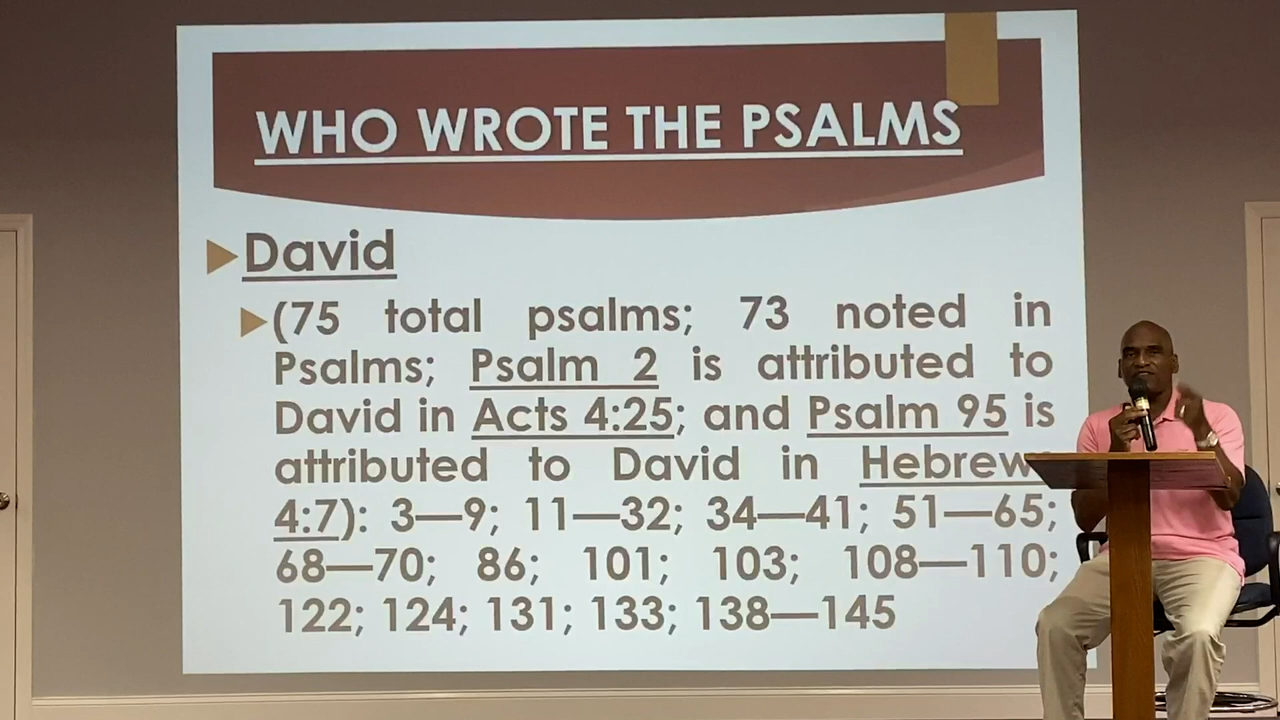 WHO WROTE THE PSALMS
David
(75 total psalms; 73 noted in
Psalms; Psalm 2 is attributed to
David in Acts 4:25; and Psalm 95 is
attributed to David in Hebrews
4:7): 3—9; 11—32; 34—41; 51—65;
68—70; 86; 101; 103; 108—110;
122; 124; 131; 133; 138—145